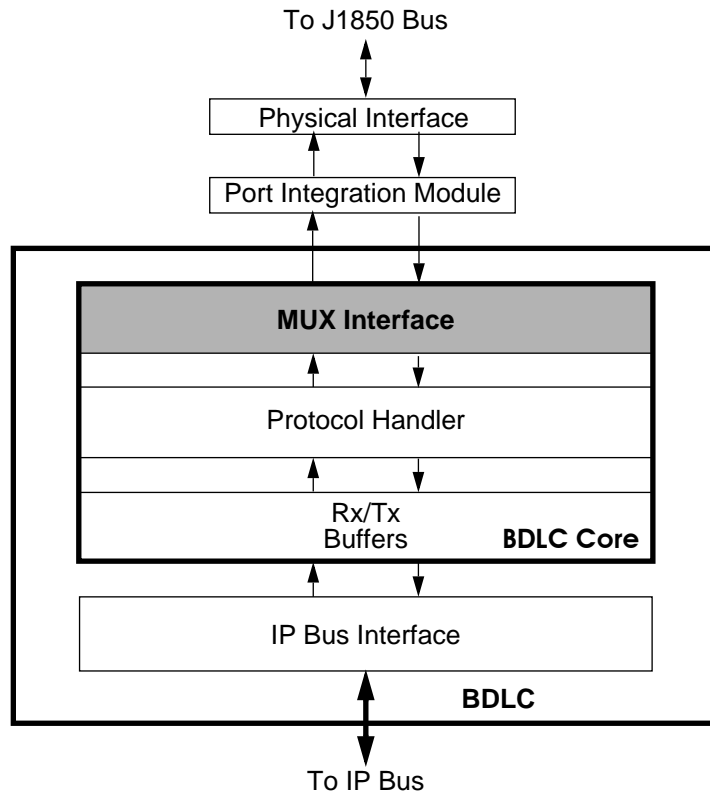 To J1850 Bus
Physical Interface
Port Integration Module
MUX Interface
Protocol Handler
Rx/Tx
Buffers
BDLC Core
IP Bus Interface
BDLC
To IP Bus